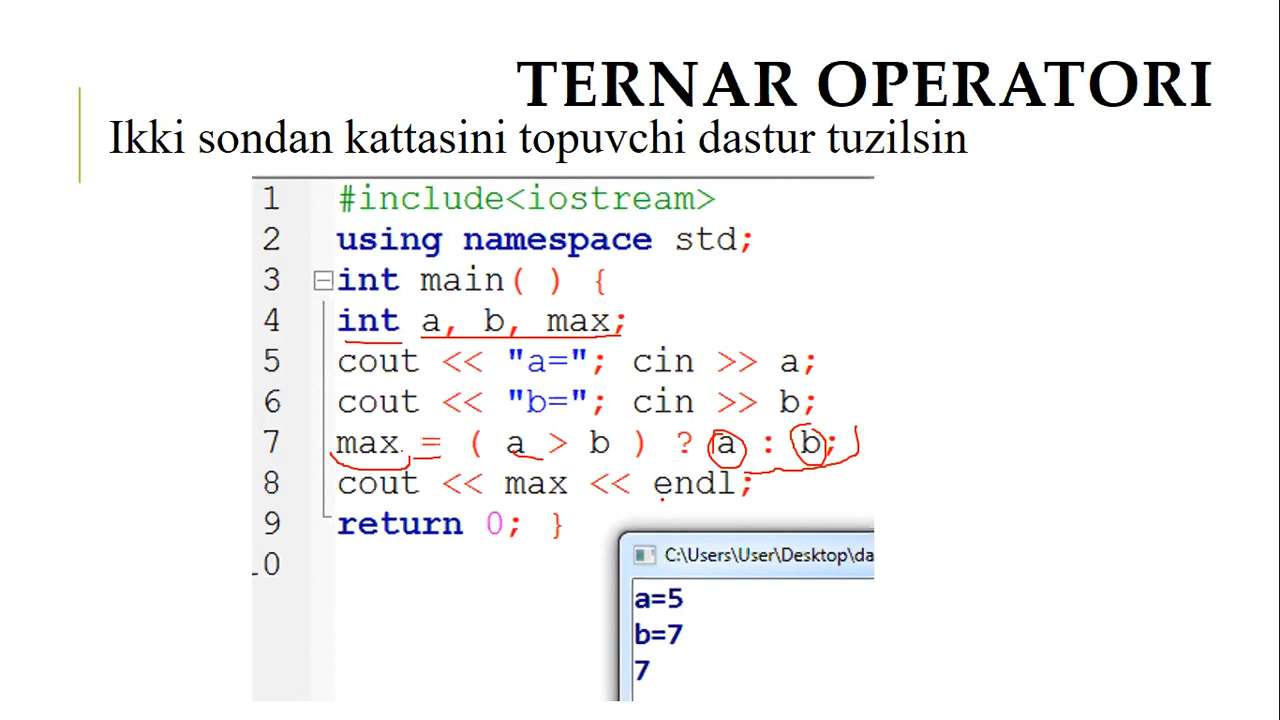 TERNAR OPERATORI
Ikki sondan kattasini topuvchi dastur tuzilsin
1 #include<iostream>
2 using namespace std;
3 int main( ) {
4 int a, b, max;
5 cout << "a="; cin >> a;
6 cout << "b="; cin >> b;
7 max = ( a > b ) ? a : b;
8 cout << max << endl;
9 return 0; }
10
C:\Users\User\Desktop\da
a=5
b=7
7